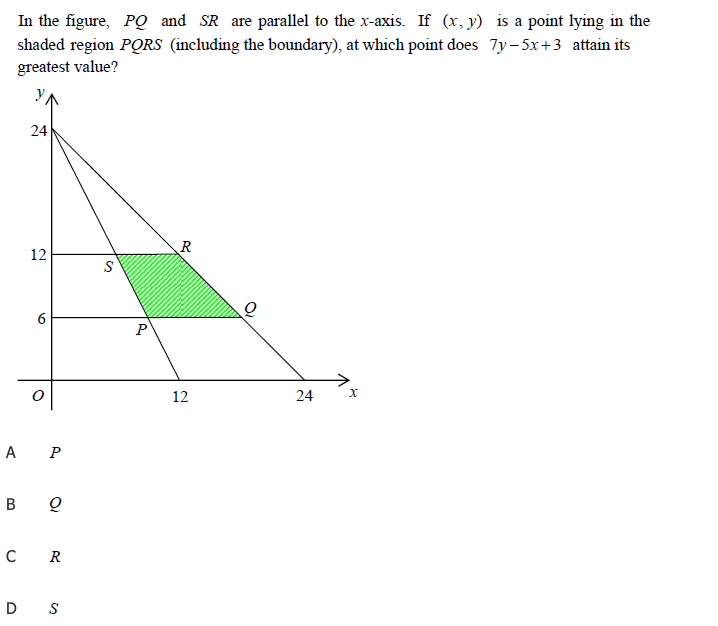 In the figure, PQ and SR are parallel to the x-axis. If (x, y) is a point lying in the
shaded region PQRS (including the boundary), at which point does 7y−5x+3 attain its
greatest value?
y
24
12
R
S
6
Q
P
O
12
24
x
A P
B Q
C R
D S